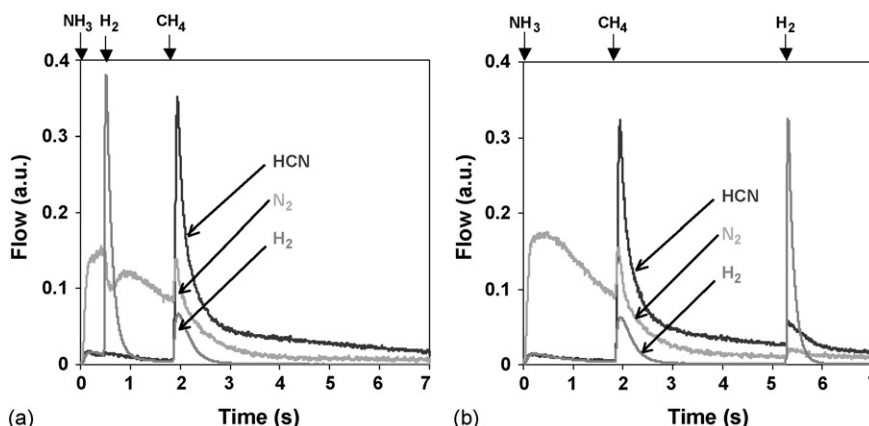 NH3 H2 CH4
0.4
0.3
0.2
0.1
0
Flow (a.u.)
HCN
N2
H2
0 1 2 3 4 5 6 7
(a) Time (s)
NH3 CH4 H2
0.4
0.3
0.2
0.1
0
Flow (a.u.)
HCN
N2
H2
0 1 2 3 4 5 6 7
(b) Time (s)